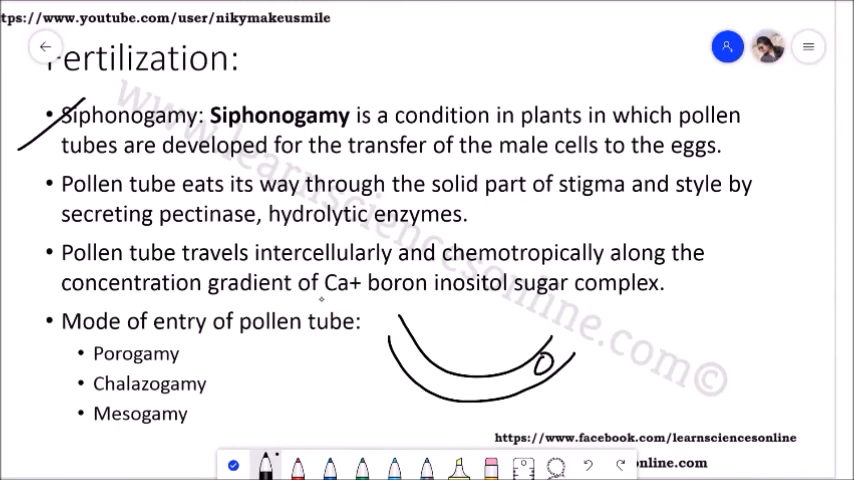 tps://www.youtube.com/user/nikymakeusmile
Fertilization:
• Siphonogamy: Siphonogamy is a condition in plants in which pollen
tubes are developed for the transfer of the male cells to the eggs.
• Pollen tube eats its way through the solid part of stigma and style by
secreting pectinase, hydrolytic enzymes.
• Pollen tube travels intercellularly and chemotropically along the
concentration gradient of Ca+ boron inositol sugar complex.
• Mode of entry of pollen tube:
• Porogamy
• Chalazogamy
• Mesogamy
www.learnsciencesonline.com©
https://www.facebook.com/learnsciencesonline
online.com